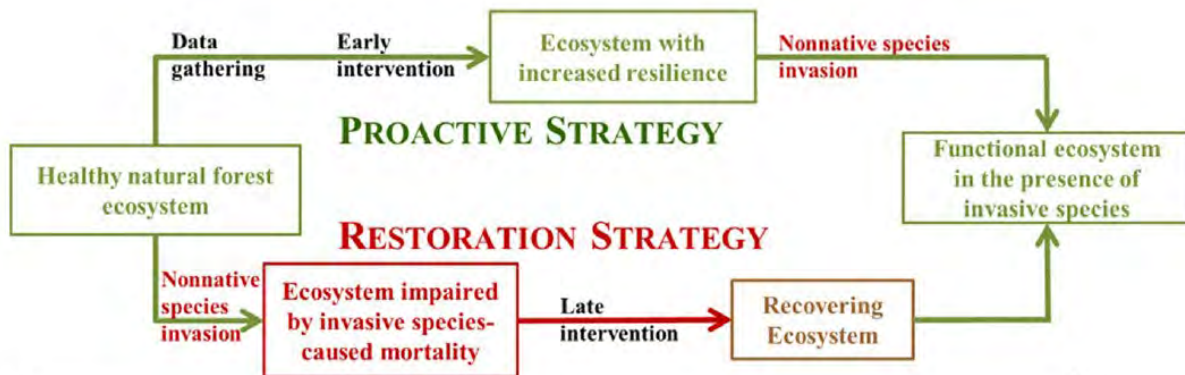 Data
gathering
Early
intervention
Ecosystem with
increased resilience
Nonnative species
invasion
PROACTIVE STRATEGY
Healthy natural forest
ecosystem
Functional ecosystem
in the presence of
invasive species
RESTORATION STRATEGY
Nonnative
species
invasion
Ecosystem impaired
by invasive species-
caused mortality
Late
intervention
Recovering
Ecosystem